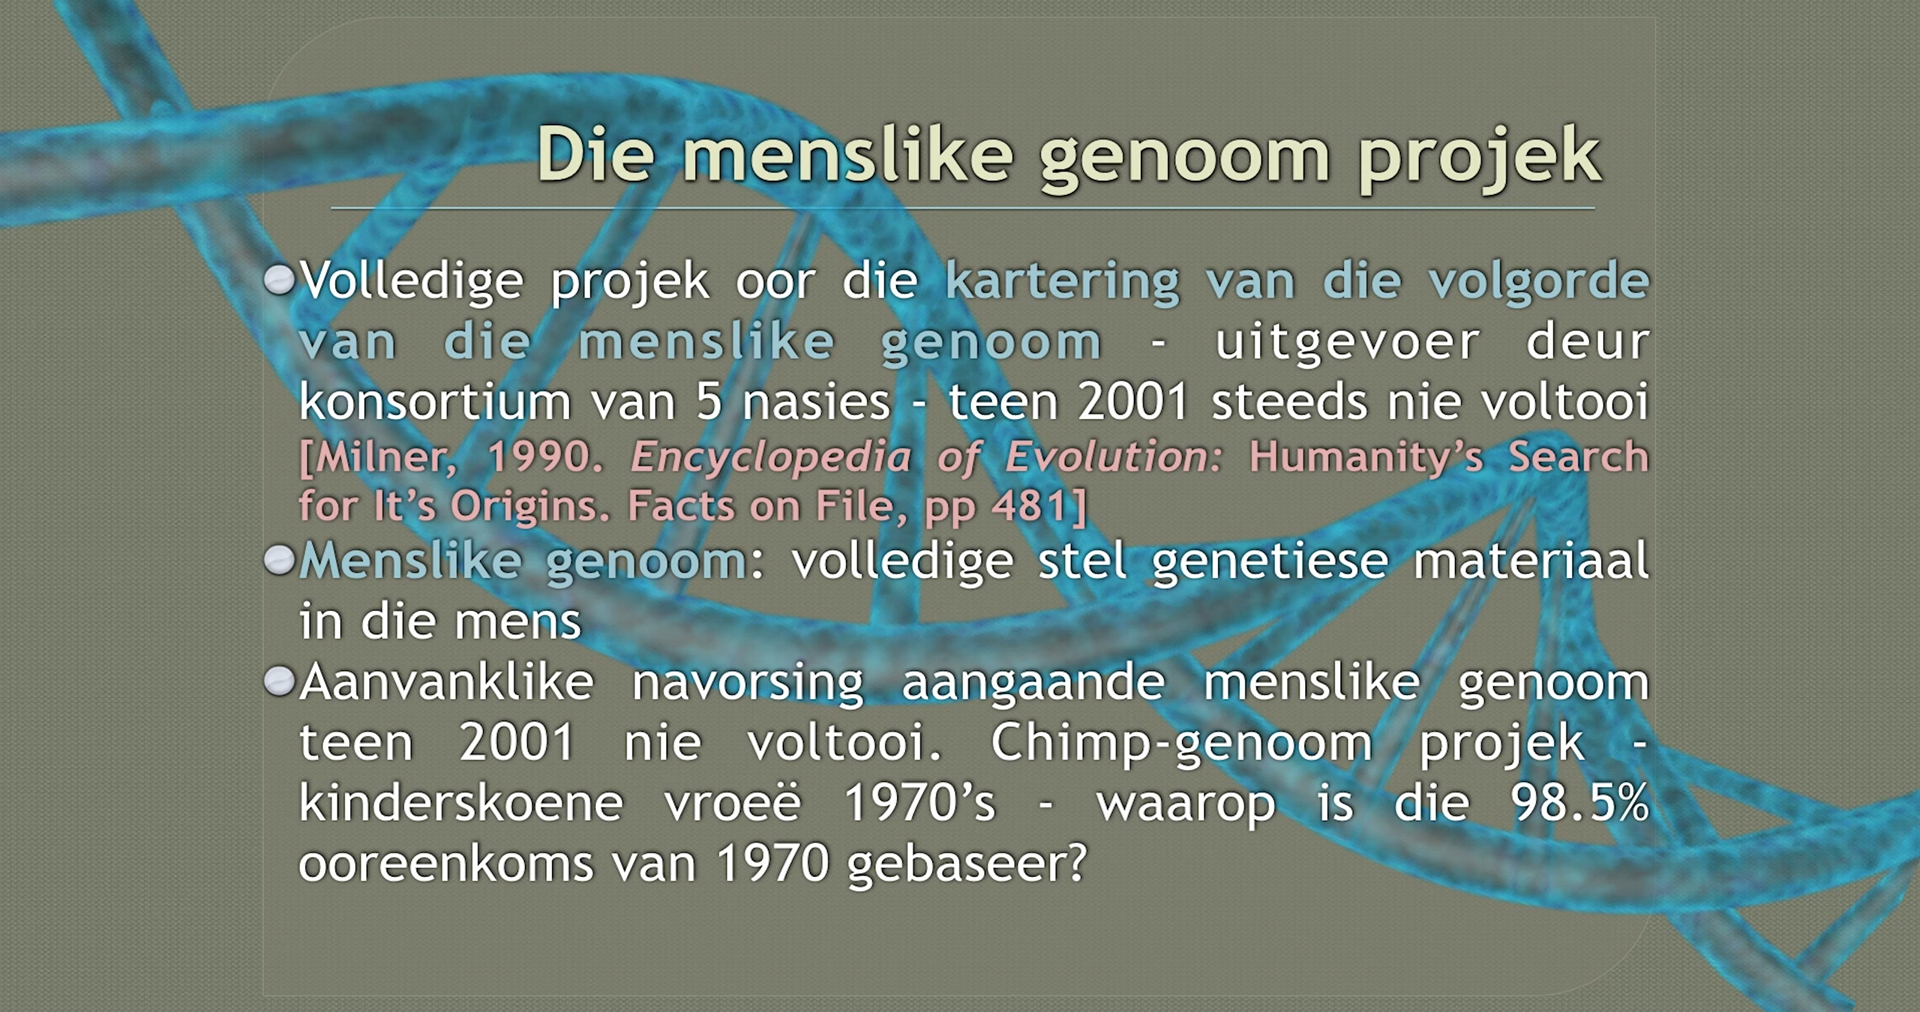 Die menslike genoom projek
Volledige projek oor die kartering van die volgorde
van die menslike genoom - uitgevoer deur
konsortium van 5 nasies - teen 2001 steeds nie voltooi
[Milner, 1990. Encyclopedia of Evolution: Humanity’s Search
for It’s Origins. Facts on File, pp 481]
Menslike genoom: volledige stel genetiese materiaal
in die mens
Aanvanklike navorsing aangaande menslike genoom
teen 2001 nie voltooi. Chimp-genoom projek -
kinderskoene vroeë 1970’s - waarop is die 98.5%
ooreenkoms van 1970 gebaseer?